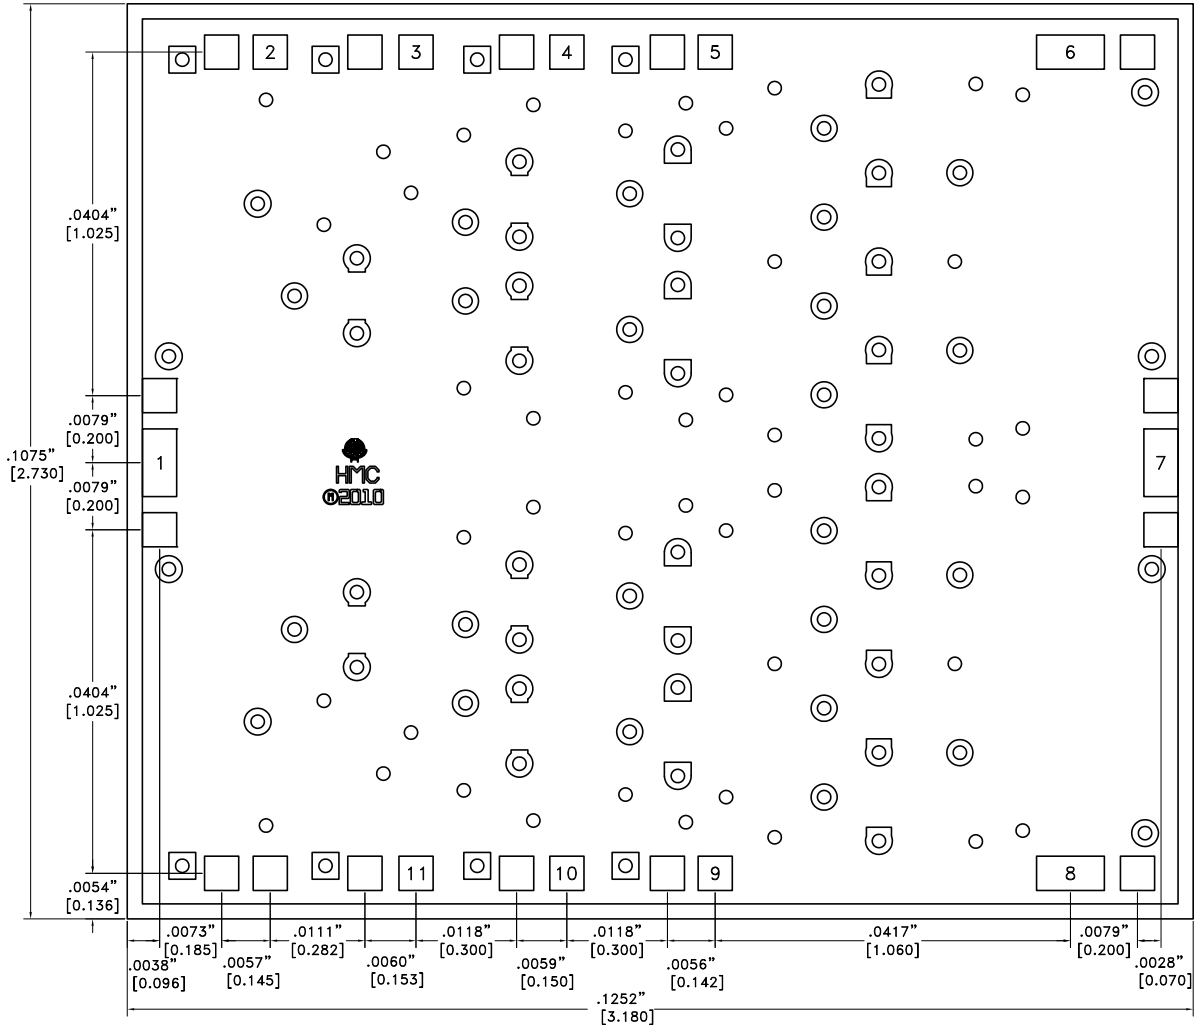 2 3 4 5 6
.0404”
[1.025]
.0079”
[0.200]
.1075”
[2.730]
1
7
HMC
Ⓜ2010
.0079”
[0.200]
.0404”
[1.025]
.0054”
[0.136]
11 10 9 8
.0073” .0111” .0118” .0118” .0417” .0079”
[0.185] [0.282] [0.300] [0.300] [1.060] [0.200]
.0038” .0057” .0060” .0059” .0056” .0028”
[0.096] [0.145] [0.153] [0.150] [0.142] [0.070]
.1252”
[3.180]